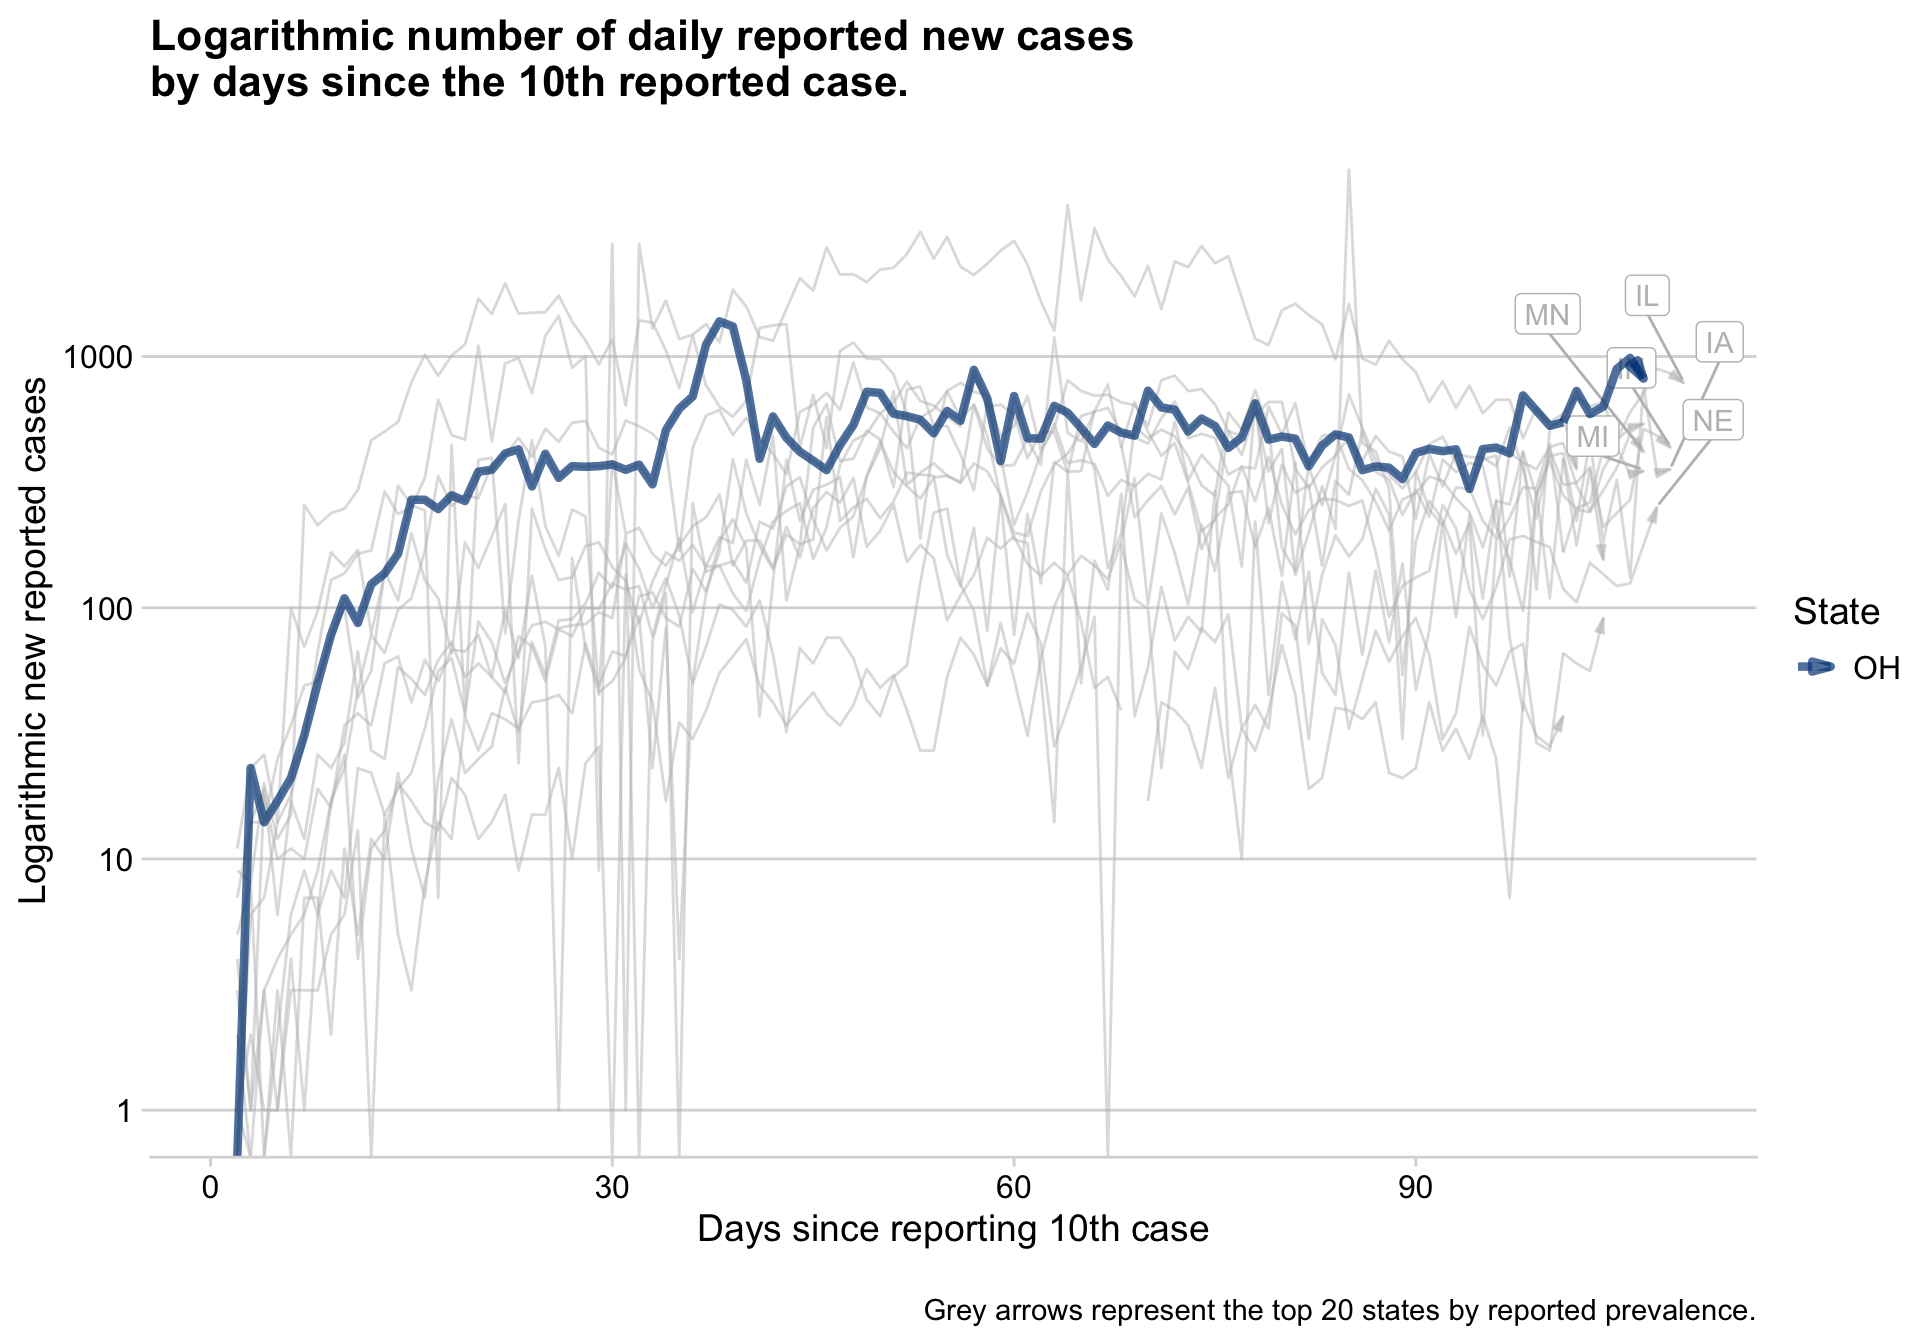 Logarithmic number of daily reported new cases
by days since the 10th reported case.
IL
MN
IA
1000
NE
MI
Logarithmic new reported cases
100
State
OH
10
1
0
30
60
90
Days since reporting 10th case
Grey arrows represent the top 20 states by reported prevalence.